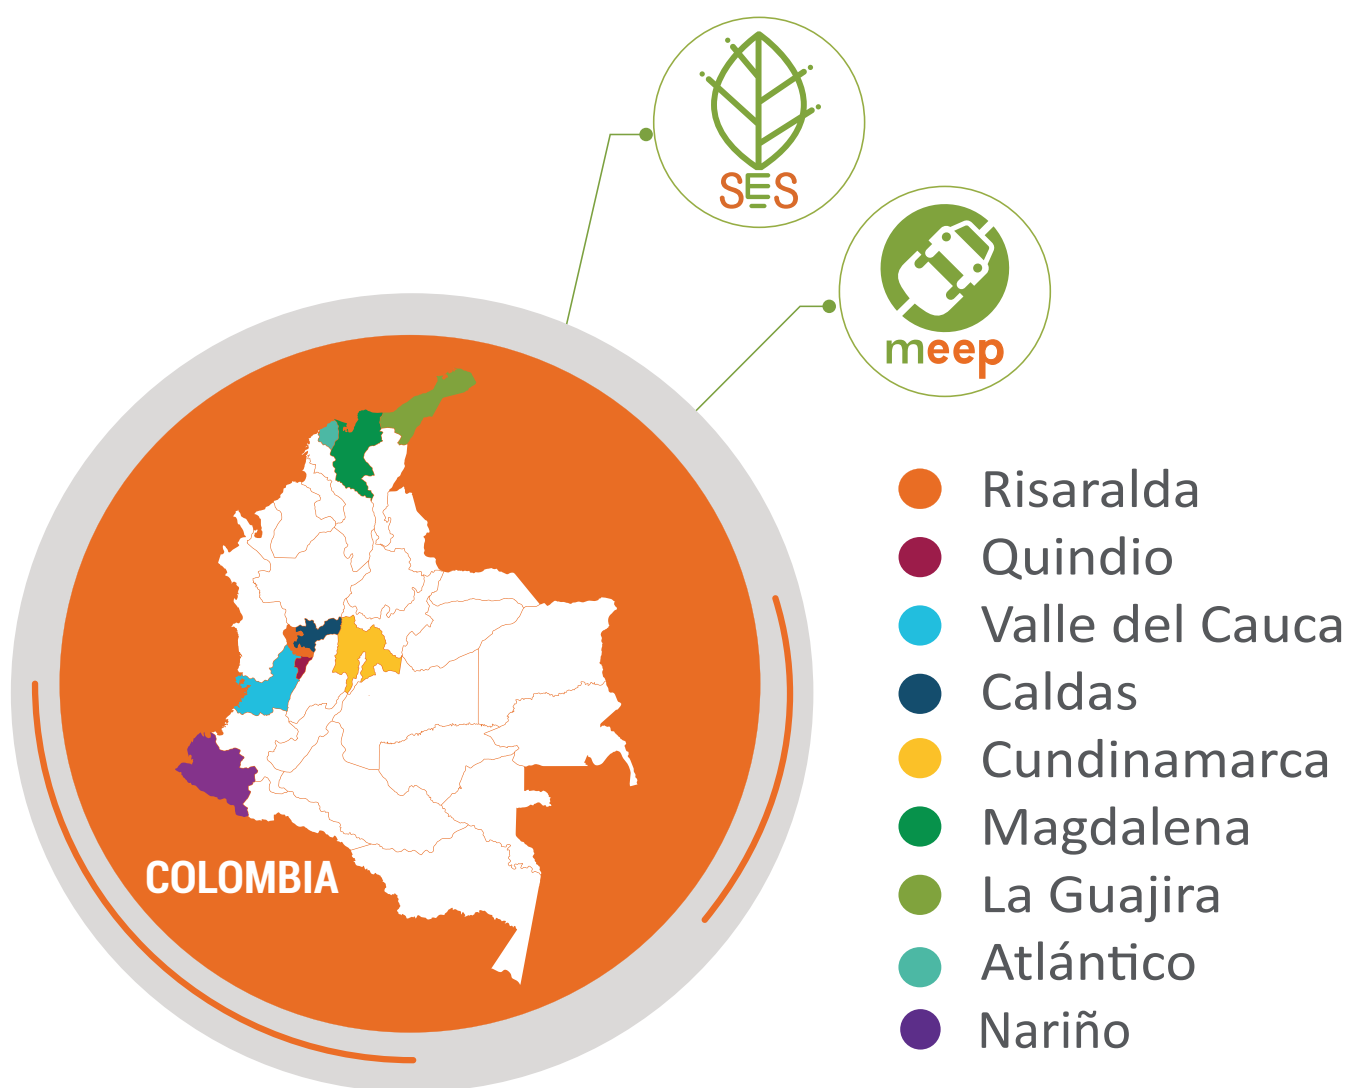 SES
meep
Risaralda
Quindio
Valle del Cauca
Caldas
Cundinamarca
Magdalena
La Guajira
Atlántico
Nariño
COLOMBIA